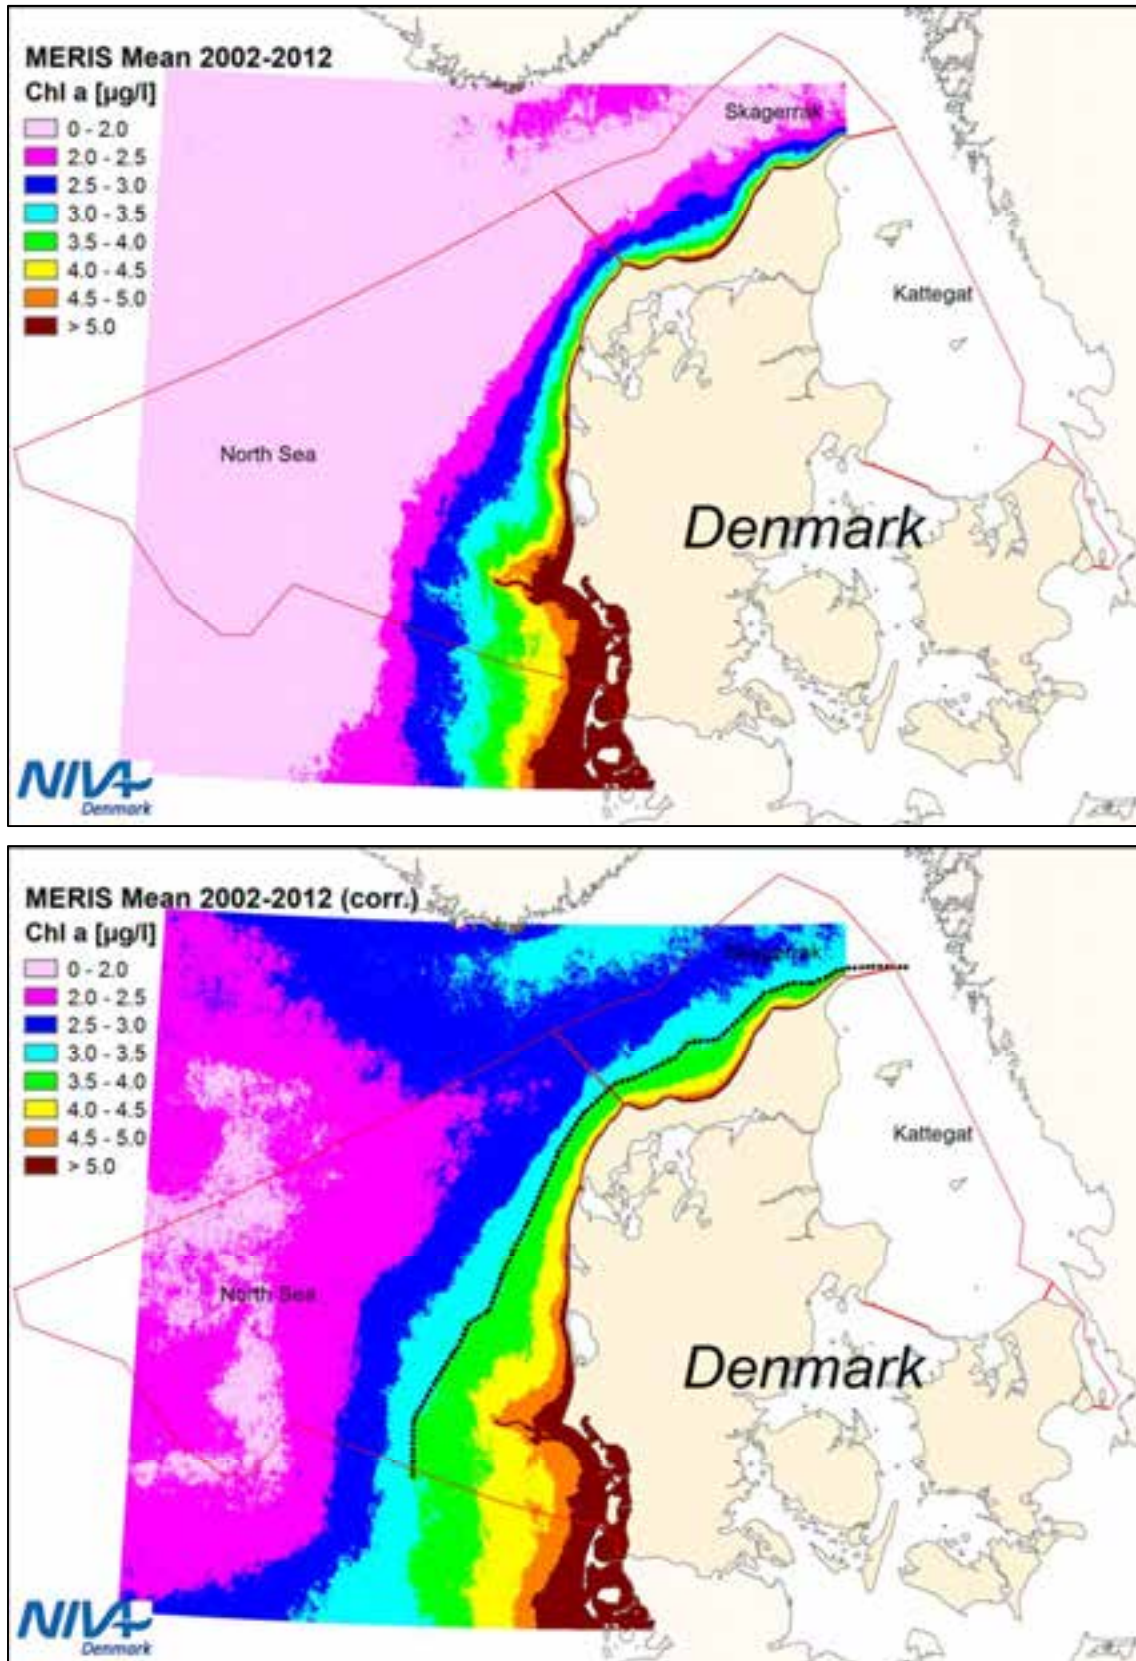 MERIS Mean 2002-2012
Chl a [µg/l]
0 - 2.0
2.0 - 2.5
2.5 - 3.0
3.0 - 3.5
3.5 - 4.0
4.0 - 4.5
4.5 - 5.0
> 5.0
Skagerrak
Kattegat
North Sea
Denmark
NIVA
Denmark
MERIS Mean 2002-2012 (corr.)
Chl a [µg/l]
0 - 2.0
2.0 - 2.5
2.5 - 3.0
3.0 - 3.5
3.5 - 4.0
4.0 - 4.5
4.5 - 5.0
> 5.0
Skagerrak
Kattegat
North Sea
Denmark
NIVA
Denmark